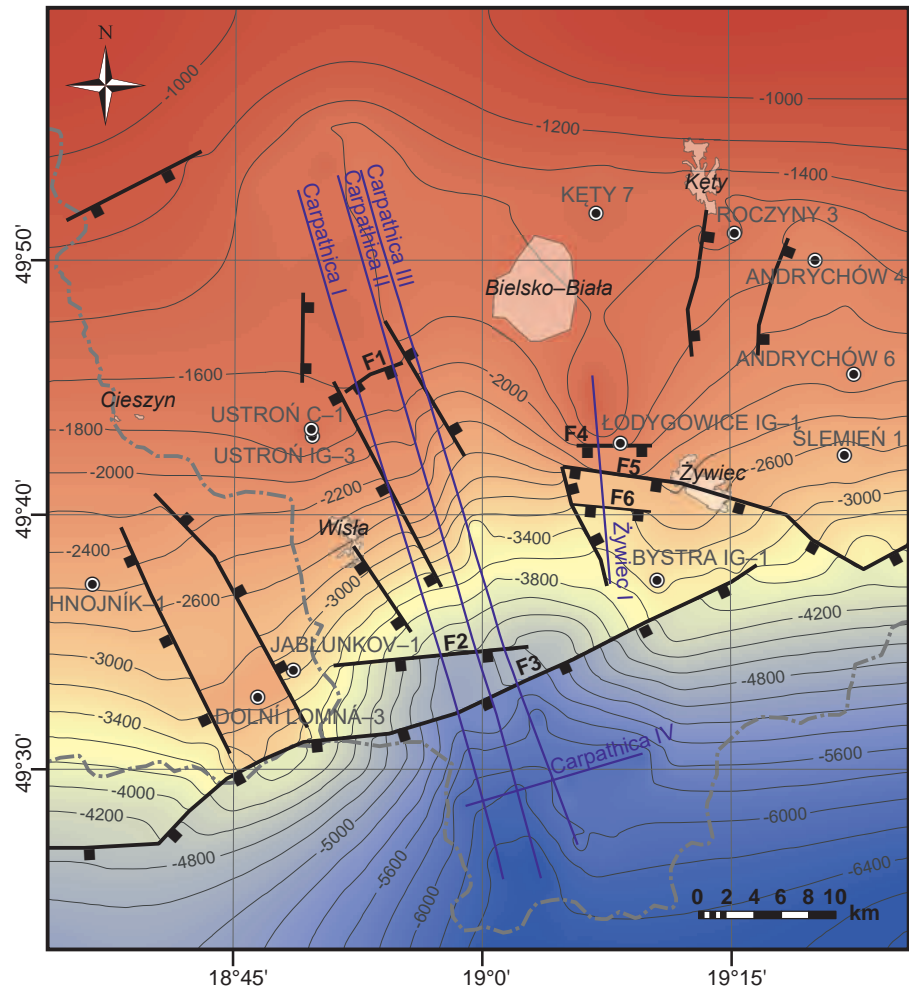 N
-1000
-1000
-1200
-1400
Kęty
KĘTY 7
ROCZYNY 3
Carpathica I
Carpathica II
Carpathica III
49°50'
ANDRYCHÓW 4
Bielsko–Biała
F1
ANDRYCHÓW 6
-1600
-2000
Cieszyn
USTROŃ C–1
ŁODYGOWICE IG–1
-1800
F4
ŚLEMIEŃ 1
USTROŃ IG–3
-2600
-2000
F5
Żywiec
-2200
F6
-3000
49°40'
Wisła
-3400
-2400
Żywiec I
BYSTRA IG–1
-3800
-3000
HNOJNÍK–1
-2600
-4200
JABLUNKOV–1
F2
-3000
F3
-4800
DOLNÍ LOMNÁ–3
-3400
Carpathica IV
-5600
49°30'
-4000
-4200
-6000
-5000
-4800
-5600
-6400
-6000
0 2 4 6 8 10
km
18°45'
19°0'
19°15'